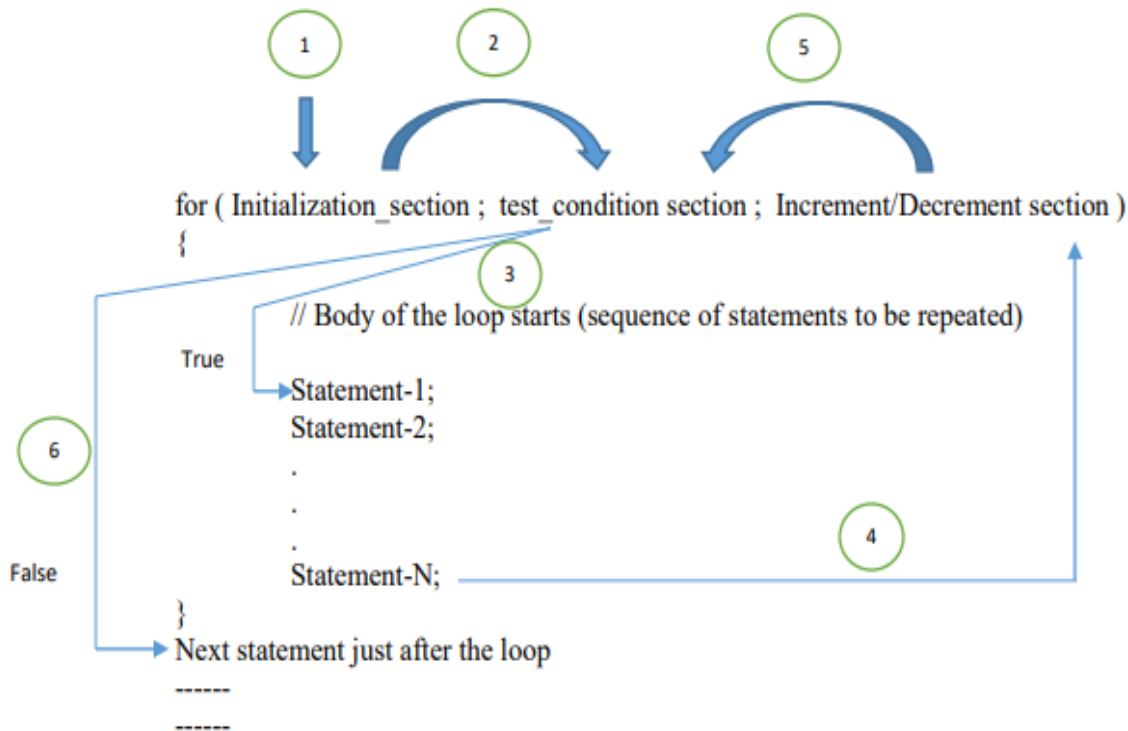 1 2 5
for ( Initialization_section ; test_condition section ; Increment/Decrement section )
{
3
// Body of the loop starts (sequence of statements to be repeated)
True
Statement-1;
Statement-2;
6
.
.
.
4
False
Statement-N;
}
Next statement just after the loop
------
------